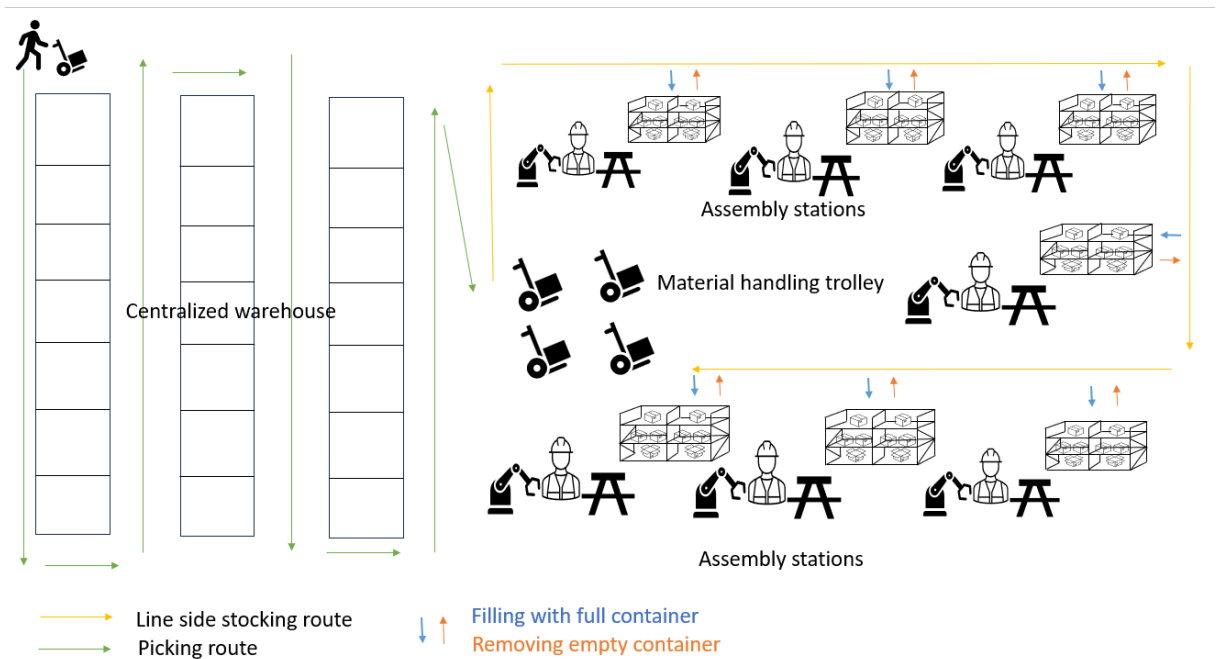 Assembly stations
Centralized warehouse
Material handling trolley
Assembly stations
Line side stocking route
Picking route
Filling with full container
Removing empty container